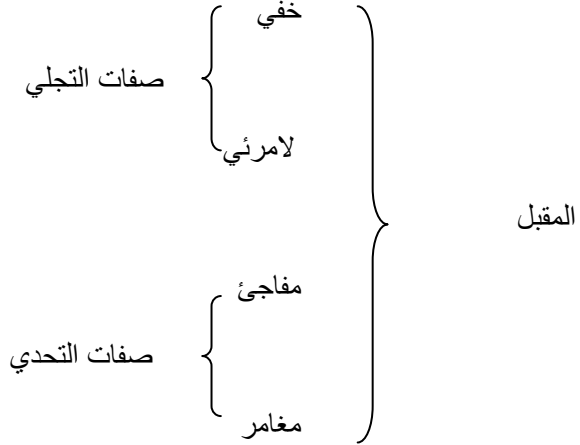 خفي
صفات التجلي
لامرئي
المقبل
مفاجئ
صفات التحدي
مغامر